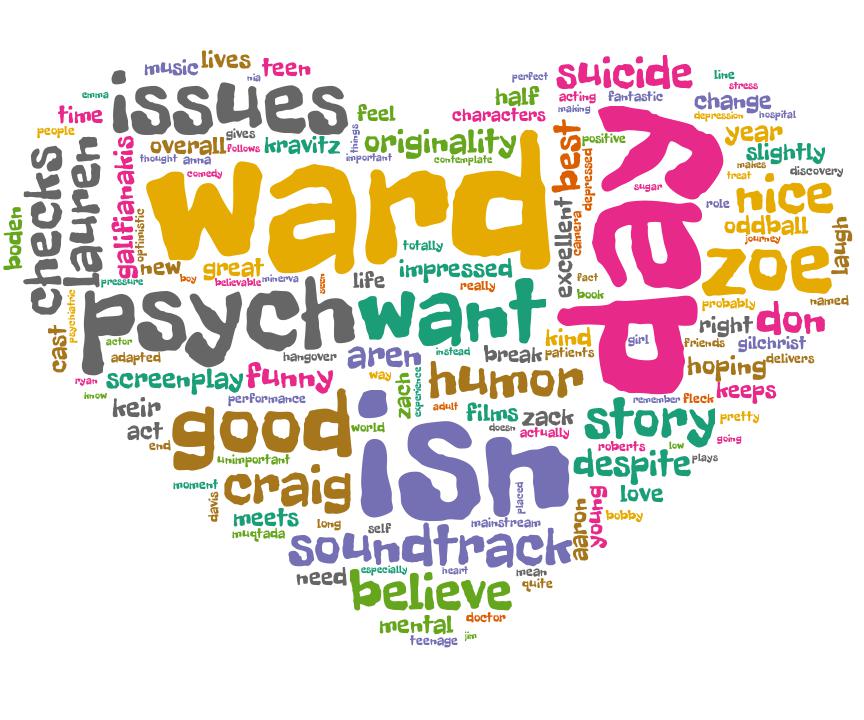 music lives
nia
teen
perfect
suicide
line
stress
emma
issues
half
acting
fantastic
change
time
people
feel
characters
making
depression
hospital
gives
things
overall
follows
kravitz
originality
positive
year
checks
lauren
galifianakis
thought
anna
important
contemplate
best
depressed
day
slightly
makes
treat
discovery
comedy
ward
sugar
role
nice
boden
optimistic
excellent
camera
oddball
journey
laugh
totally
new
boy
great
believable
minerva
seen
life
impressed
really
fact
book
zoe
pressure
psych
want
probably
named
cast
psychiatric
actor
adapted
hangover
aren
instead
break
kind
patients
girl
right
don
friends
gilchrist
hoping
delivers
ryan
know
screenplay
funny
way
zach
experience
humor
remember
fleck
keeps
performance
adult
keir
act
end
good
world
ish
films
doesn
zack
actually
story
pretty
going
roberts
low
plays
unimportant
despite
moment
davis
craig
placed
love
meets
muqtada
long
self
mainstream
aaron
young
bobby
soundtrack
need
especially
heart
mean
quite
believe
mental
doctor
teenage
jim